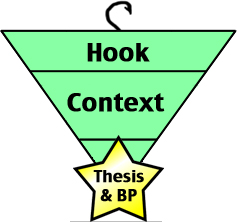 Hook
Context
Thesis
& BP